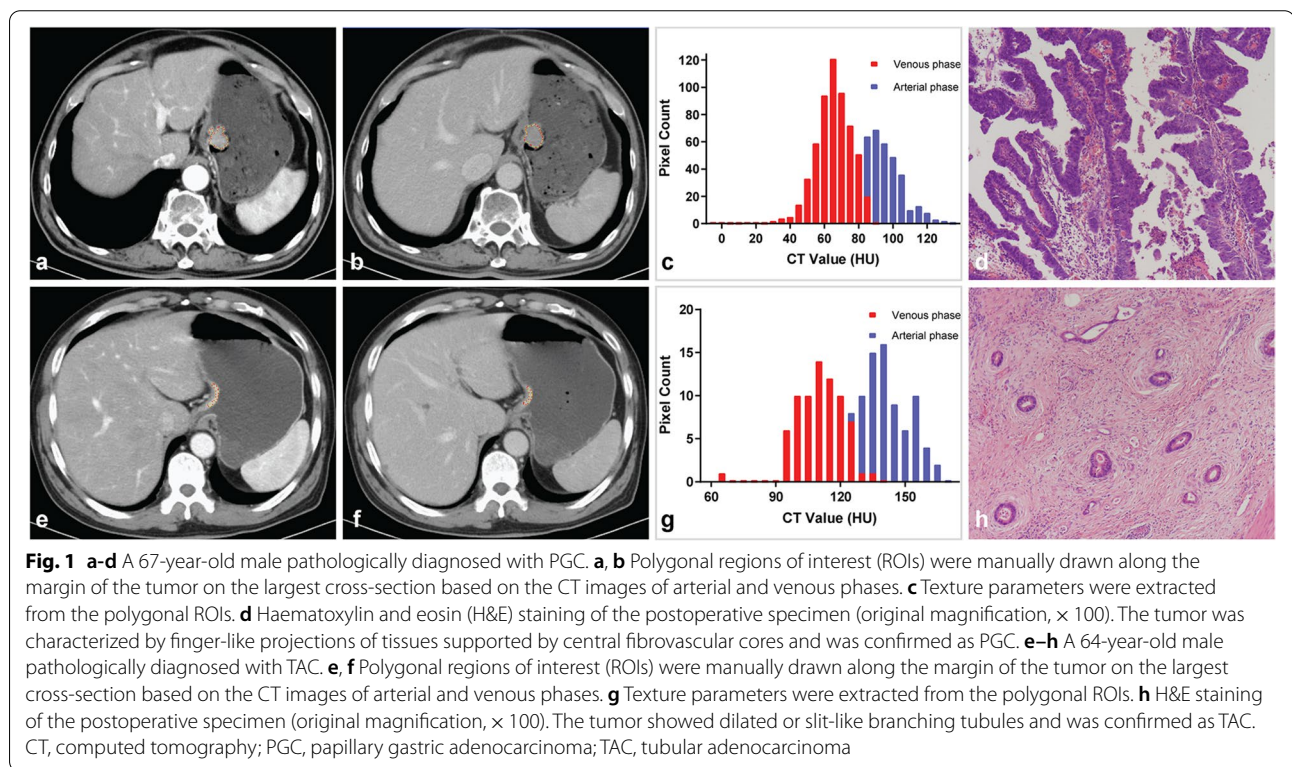 a
b
120
100
80
60
40
20
0
Pixel Count
Venous phase
Arterial phase
0 20 40 60 80 100 120
CT Value (HU)
c
d
e
f
20
15
10
5
0
Pixel Count
Venous phase
Arterial phase
60 90 120 150
CT Value (HU)
g
h
Fig. 1 a-d A 67-year-old male pathologically diagnosed with PGC. a, b Polygonal regions of interest (ROIs) were manually drawn along the
margin of the tumor on the largest cross-section based on the CT images of arterial and venous phases. c Texture parameters were extracted
from the polygonal ROIs. d Haematoxylin and eosin (H&E) staining of the postoperative specimen (original magnification, × 100). The tumor was
characterized by finger-like projections of tissues supported by central fibrovascular cores and was confirmed as PGC. e–h A 64-year-old male
pathologically diagnosed with TAC. e, f Polygonal regions of interest (ROIs) were manually drawn along the margin of the tumor on the largest
cross-section based on the CT images of arterial and venous phases. g Texture parameters were extracted from the polygonal ROIs. h H&E staining
of the postoperative specimen (original magnification, × 100). The tumor showed dilated or slit-like branching tubules and was confirmed as TAC.
CT, computed tomography; PGC, papillary gastric adenocarcinoma; TAC, tubular adenocarcinoma